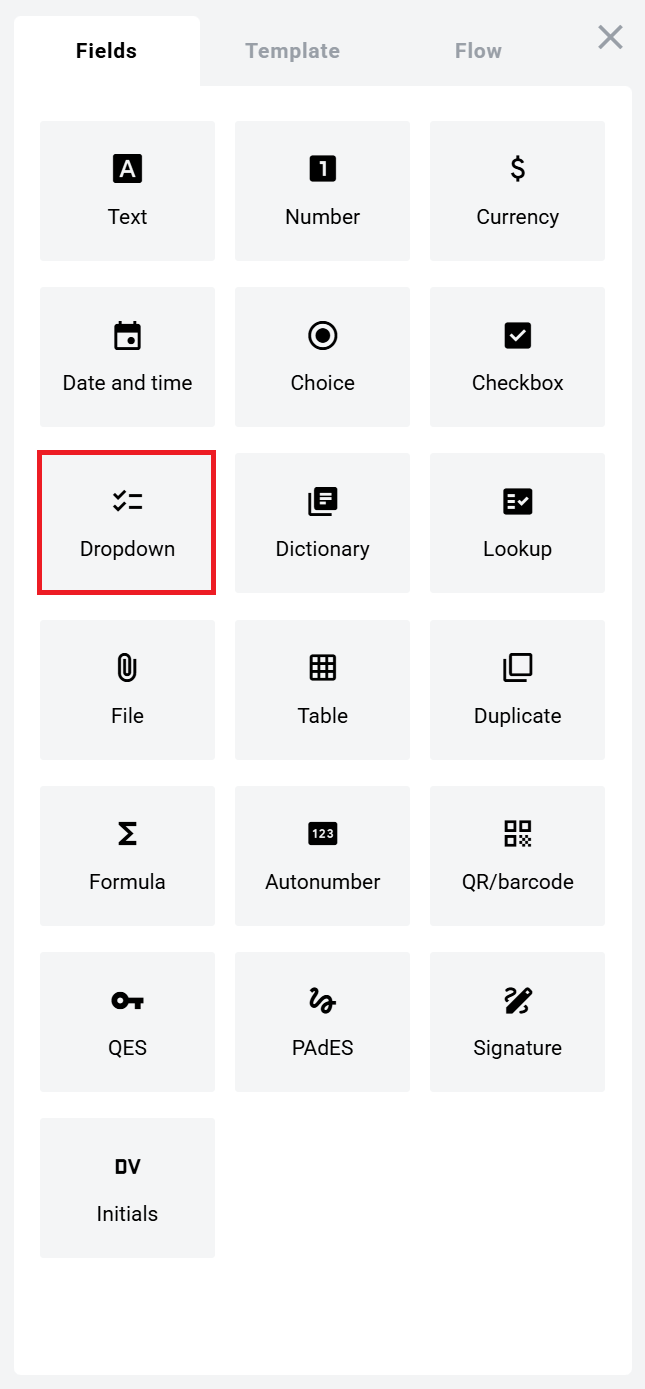 Fields Template Flow
A 1 $
Text Number Currency
Date and time Choice Checkbox
Dropdown Dictionary Lookup
File Table Duplicate
123
Formula Autonumber QR/barcode
QES PAdES Signature
DV
Initials